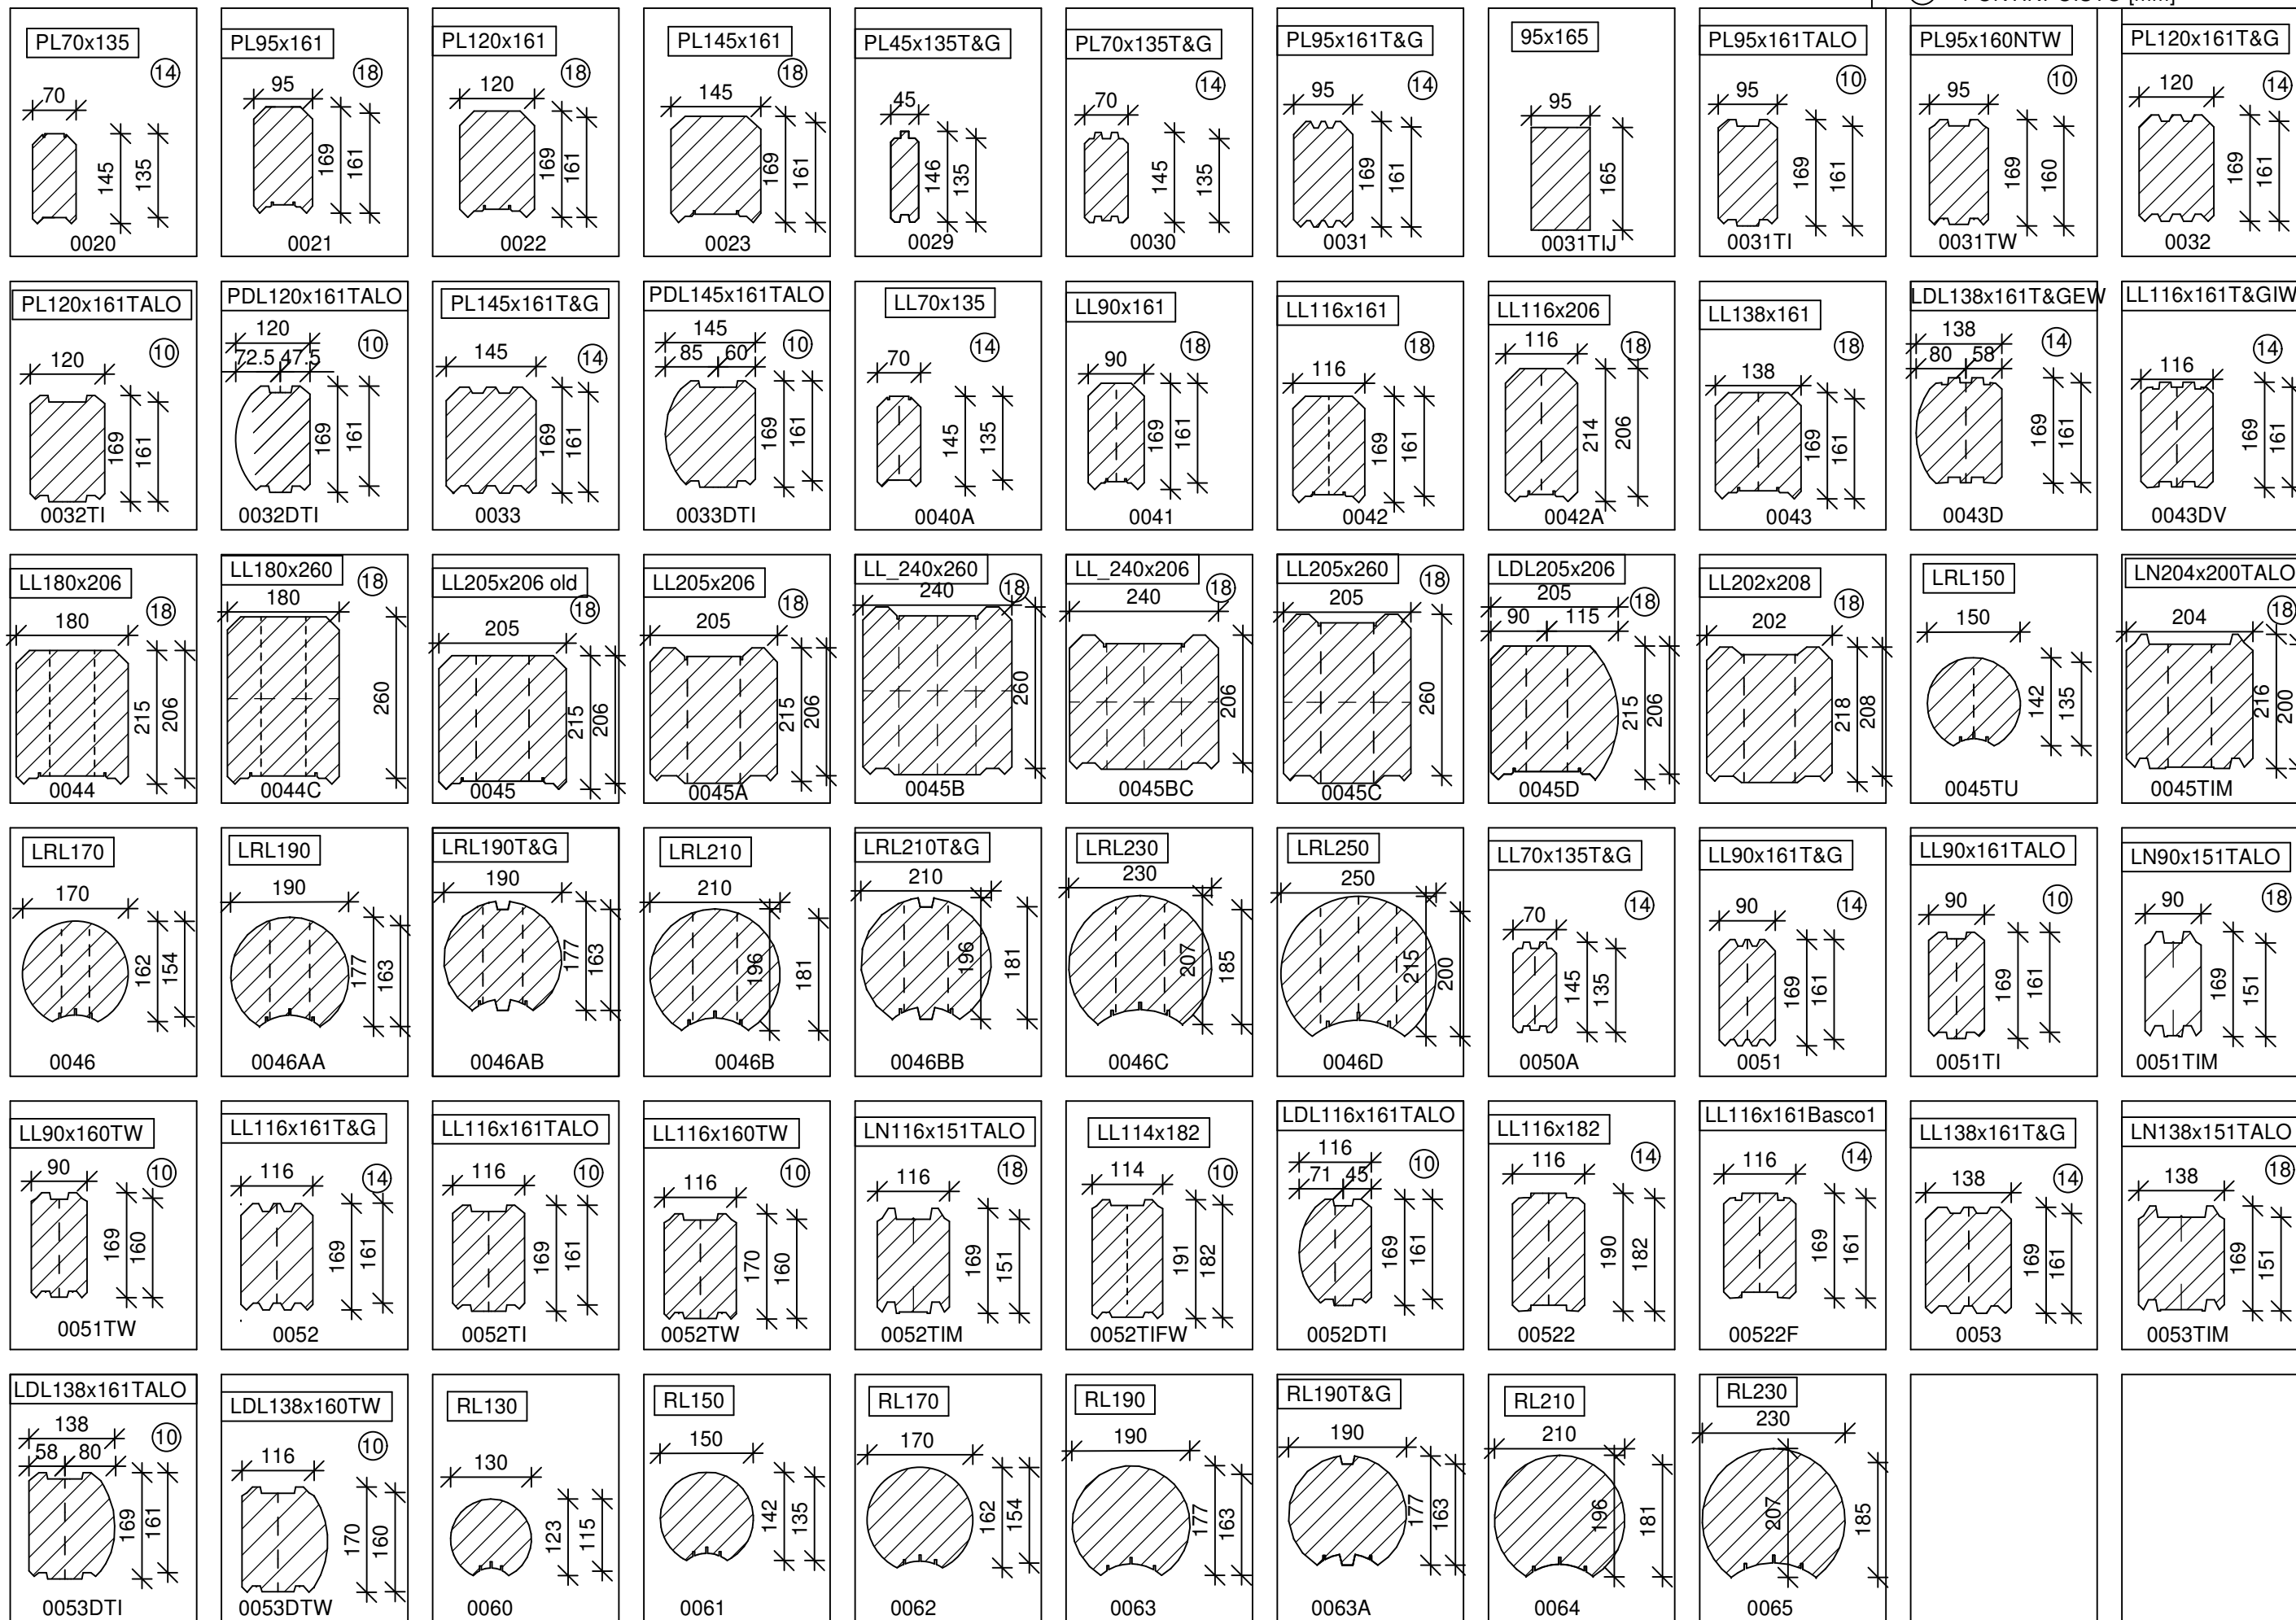 PL70x135
14
70
145
135
0020
PL95x161
18
95
169
161
0021
PL120x161
18
120
169
161
0022
PL145x161
18
145
169
161
0023
PL45x135T&G
45
146
135
0029
PL70x135T&G
14
70
145
135
0030
PL95x161T&G
14
95
169
161
0031
95x165
95
165
0031TIJ
PL95x161TALO
10
95
169
161
0031TI
PL95x160NTW
10
95
169
160
0031TW
PL120x161T&G
14
120
169
161
0032
PL120x161TALO
10
120
169
161
0032TI
PDL120x161TALO
120
10
72.5
47.5
169
161
0032DTI
PL145x161T&G
145
14
169
161
0033
PDL145x161TALO
145
10
85
60
169
161
0033DTI
LL70x135
14
70
145
135
0040A
LL90x161
18
90
169
161
0041
LL116x161
18
116
169
161
0042
LL116x206
116
18
214
206
0042A
LL138x161
18
138
169
161
0043
LDL138x161T&GEW
138
14
80
58
169
161
0043D
LL116x161T&GIW
14
116
169
161
0043DV
LL180x206
18
180
215
206
0044
LL180x260
18
180
260
0044C
LL205x206 old
18
205
215
206
0045
LL205x206
18
205
215
206
0045A
LL_240x260
18
240
260
0045B
LL_240x206
18
240
206
0045BC
LL205x260
18
205
260
0045C
LDL205x206
205
18
90
115
215
206
0045D
LL202x208
18
202
218
208
0045TU
LRL150
150
142
135
0045TU
LN204x200TALO
18
204
216
200
0045TIM
LRL170
170
162
154
0046
LRL190
190
177
163
0046AA
LRL190T&G
190
177
163
0046AB
LRL210
210
196
181
0046B
LRL210T&G
210
196
181
0046BB
LRL230
230
207
185
0046C
LRL250
250
215
200
0046D
LL70x135T&G
14
70
145
135
0050A
LL90x161T&G
14
90
169
161
0051
LL90x161TALO
10
90
169
161
0051TI
LN90x151TALO
18
90
169
151
0051TIM
LL90x160TW
10
90
169
160
0051TW
LL116x161T&G
116
14
169
161
0052
LL116x161TALO
116
10
169
161
0052TI
LL116x160TW
10
116
170
160
0052TW
LN116x151TALO
18
116
169
151
0052TIM
LL114x182
114
10
191
182
0052TIFW
LDL116x161TALO
116
10
71
45
169
161
0052DTI
LL116x182
116
14
190
182
00522
LL116x161Basco1
116
14
169
161
00522F
LL138x161T&G
138
14
169
161
0053
LN138x151TALO
18
138
169
151
0053TIM
LDL138x161TALO
138
10
58
80
169
161
0053DTI
LDL138x160TW
10
116
170
160
0053DTW
RL130
130
123
115
0060
RL150
150
142
135
0061
RL170
170
162
154
0062
RL190
190
177
163
0063
RL190T&G
190
177
163
0063A
RL210
210
196
181
0064
RL230
230
207
185
0065